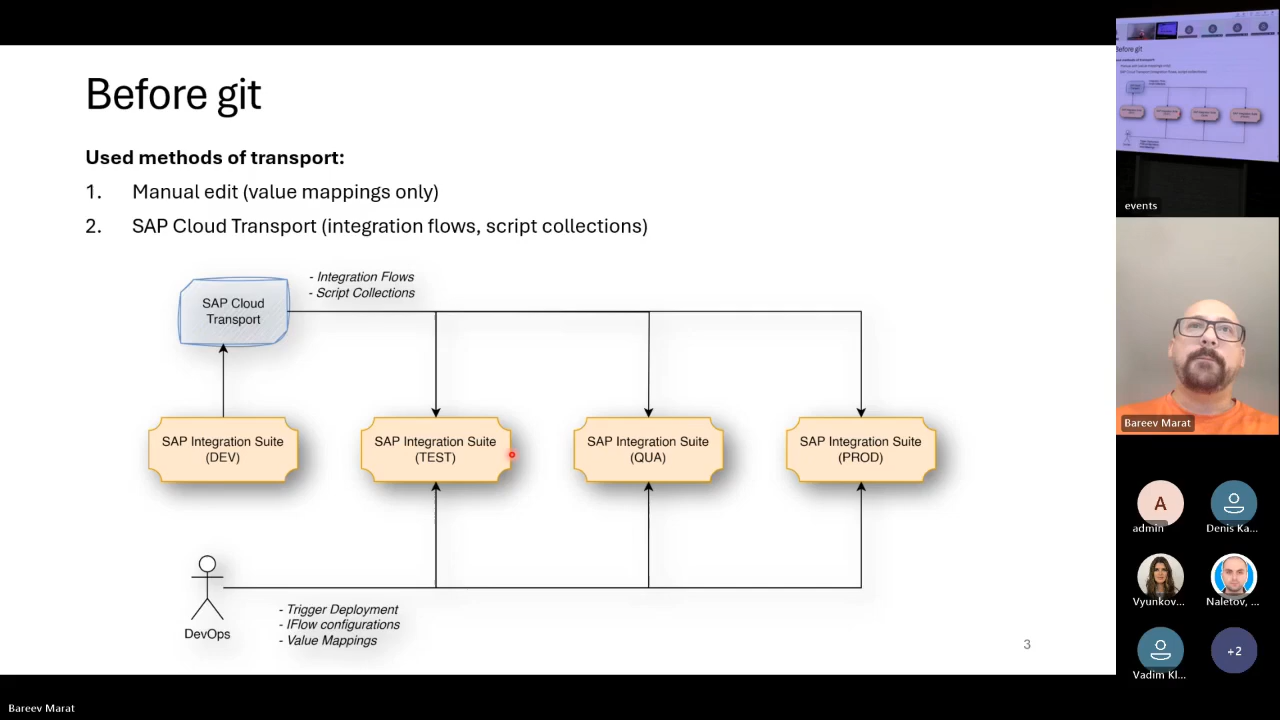 Before git
Used methods of transport:
1. Manual edit (value mappings only)
2. SAP Cloud Transport (integration flows, script collections)
- Integration Flows
- Script Collections
SAP Cloud
Transport
SAP Integration Suite
(DEV)
SAP Integration Suite
(TEST)
SAP Integration Suite
(QUA)
SAP Integration Suite
(PROD)
DevOps
- Trigger Deployment
- IFlow configurations
- Value Mappings
3
Before git
events
Bareev Marat
A
admin
Denis Ka...
Vyunkov...
Naletov, ...
Vadim Kl...
+2
Bareev Marat